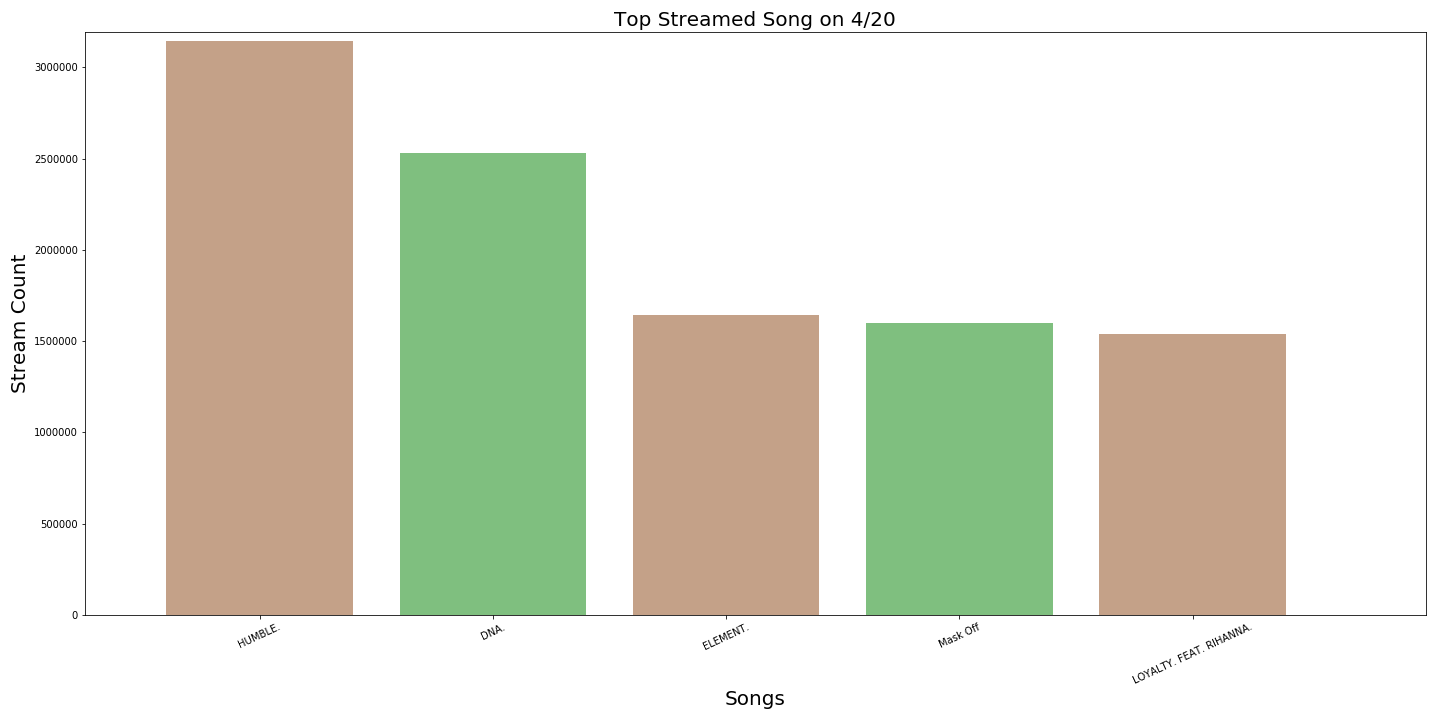 Top Streamed Song on 4/20
Stream Count
3000000
2500000
2000000
1500000
1000000
500000
0
HUMBLE.
DNA.
ELEMENT.
Mask Off
LOYALTY. FEAT. RIHANNA.
Songs